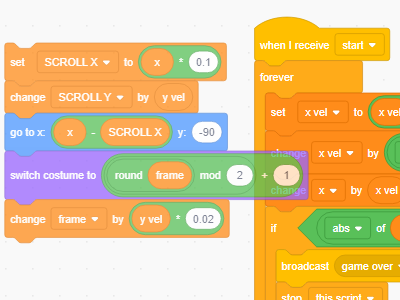 set SCROLL X to x * 0.1
change SCROLL Y by y vel
go to x: x - SCROLL X y: -90
switch costume to round frame mod 2 + 1
change frame by y vel * 0.02
when I receive start
forever
set x vel to x vel
change x vel by
change x by x vel
if abs of
broadcast game over
stop this script